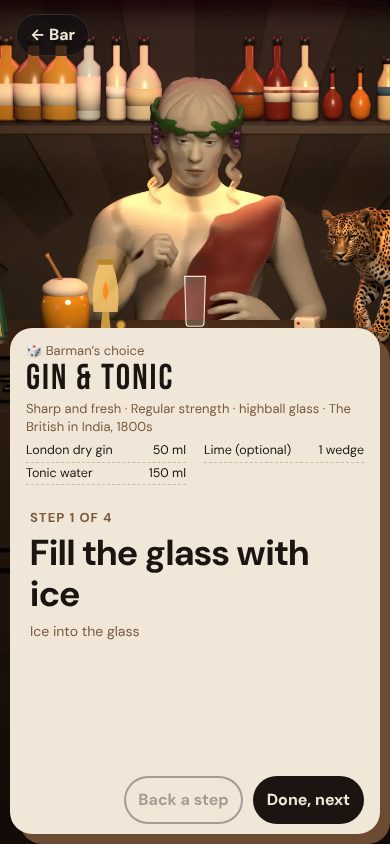 ← Bar
🎲 Barman's choice
GIN & TONIC
Sharp and fresh · Regular strength · highball glass · The
British in India, 1800s
London dry gin 50 ml Lime (optional) 1 wedge
Tonic water 150 ml
STEP 1 OF 4
Fill the glass with
ice
Ice into the glass
Back a step Done, next